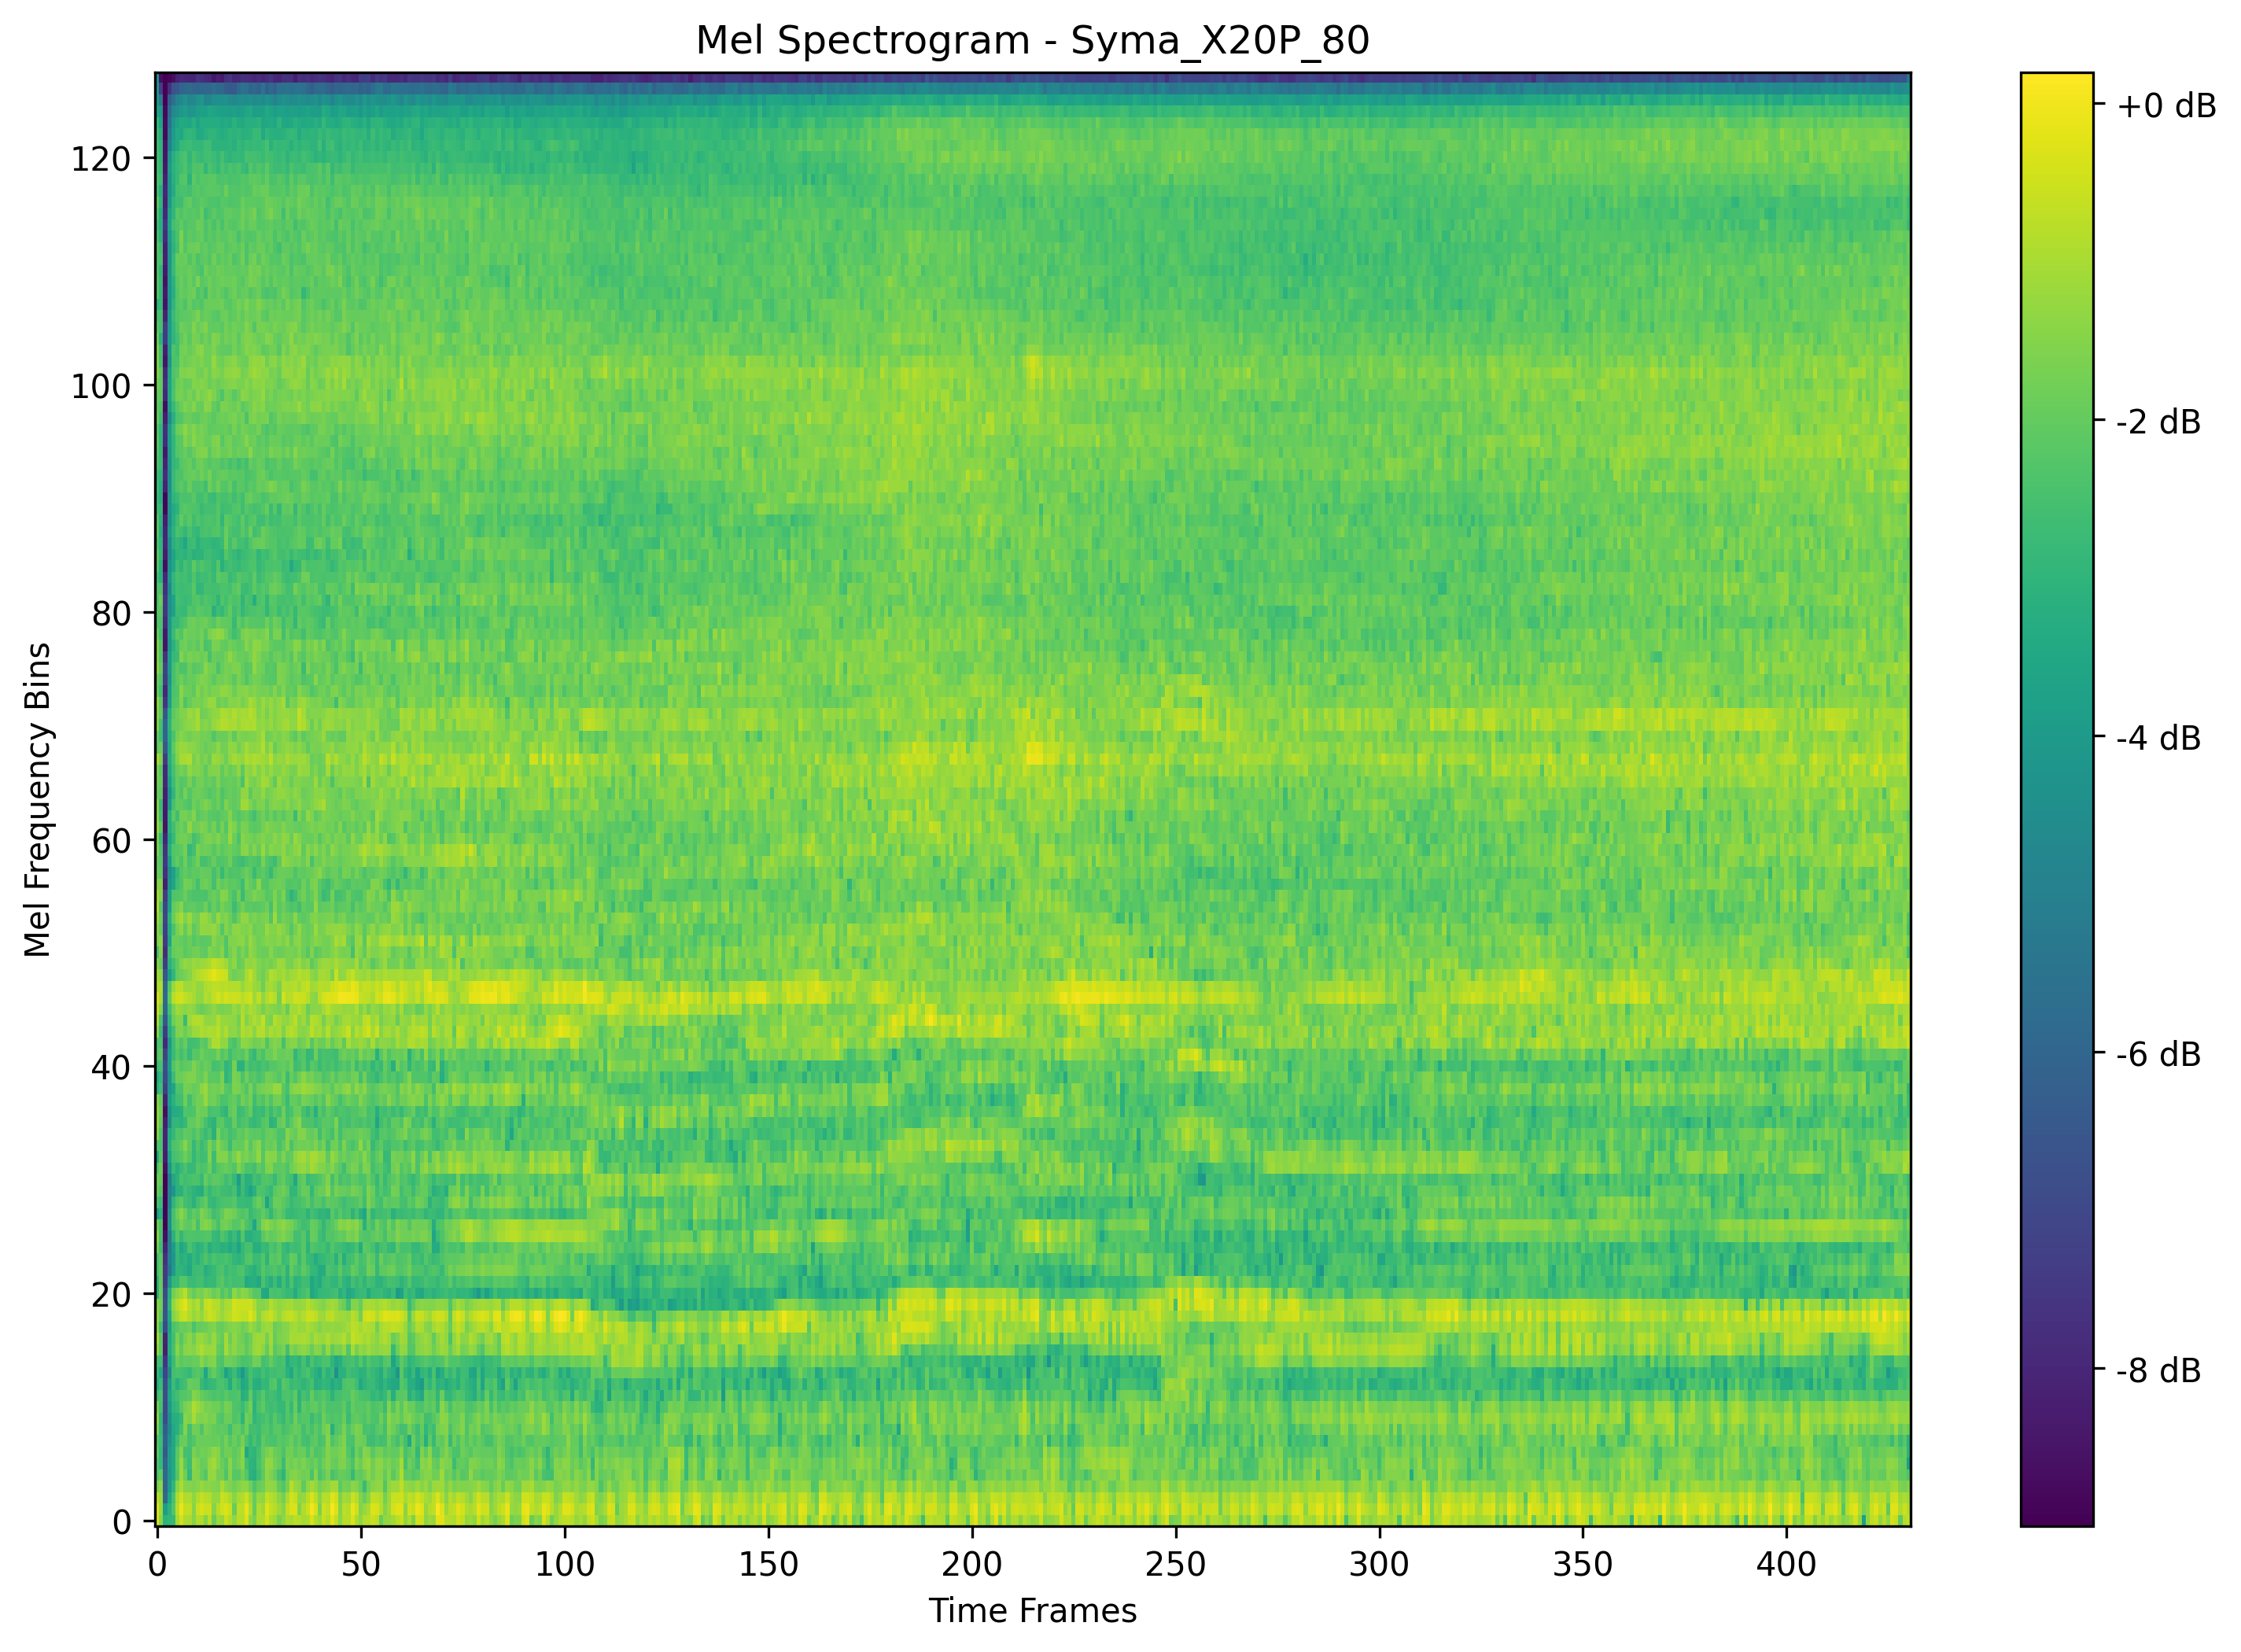 Mel Spectrogram - Syma_X20P_80
Mel Frequency Bins
120
100
80
60
40
20
0
0 50 100 150 200 250 300 350 400
Time Frames
+0 dB
-2 dB
-4 dB
-6 dB
-8 dB